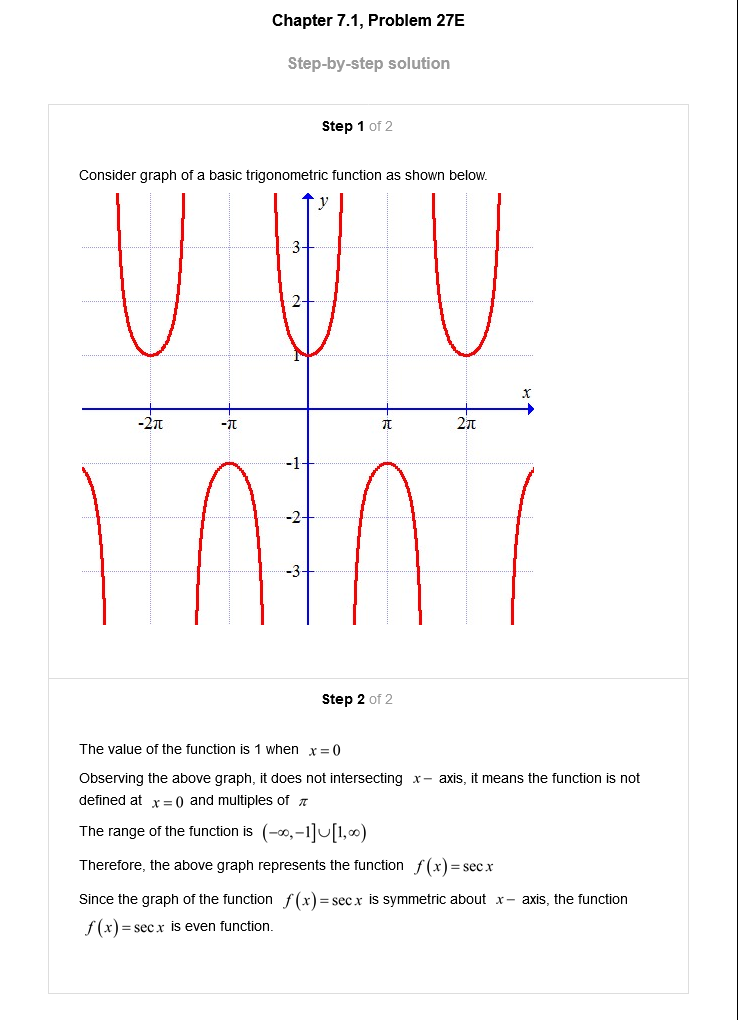 Chapter 7.1, Problem 27E
Step-by-step solution
Step 1 of 2
Consider graph of a basic trigonometric function as shown below.
y
3
2
1
x
-2π -π π 2π
-1
-2
-3
Step 2 of 2
The value of the function is 1 when x = 0
Observing the above graph, it does not intersecting x − axis, it means the function is not
defined at x = 0 and multiples of π
The range of the function is (−∞,−1]∪[1,∞)
Therefore, the above graph represents the function f(x) = sec x
Since the graph of the function f(x) = sec x is symmetric about x − axis, the function
f(x) = sec x is even function.